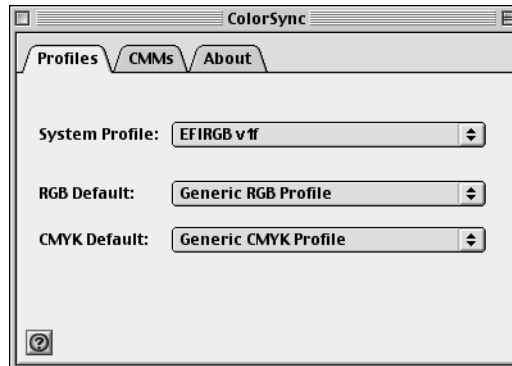 ColorSync
Profiles CMMs About
System Profile: EFIRGB v1f
RGB Default: Generic RGB Profile
CMYK Default: Generic CMYK Profile
?